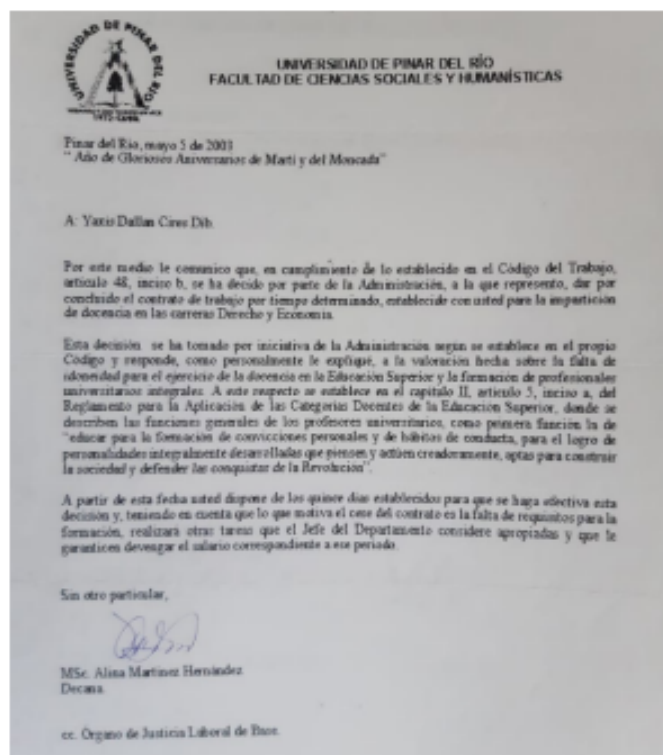 UNIVERSIDAD DE PINAR DEL RÍO
UNIVERSIDAD DE PINAR DEL RÍO
FACULTAD DE CIENCIAS SOCIALES Y HUMANÍSTICAS
Pinar del Río, mayo 5 de 2003
" Año de Gloriosos Aniversarios de Martí y del Moncada"
A: Yaxis Dallan Cires Dib.
Por este medio le comunico que, en cumplimiento de lo establecido en el Código del Trabajo,
artículo 48, inciso b, se ha decido por parte de la Administración, a la que represento, dar por
concluido el contrato de trabajo por tiempo determinado, establecido con usted para la impartición
de docencia en las carreras Derecho y Economía.
Esta decisión se ha tomado por iniciativa de la Administración según se establece en el propio
Código y responde, como personalmente le expliqué, a la valoración hecha sobre la falta de
idoneidad para el ejercicio de la docencia en la Educación Superior y la formación de profesionales
universitarios integrales. A este respecto se establece en el capítulo II, artículo 5, inciso a, del
Reglamento para la Aplicación de las Categorías Docentes de la Educación Superior, donde se
describen las funciones generales de los profesores universitarios, como primera función la de
"educar para la formación de convicciones personales y de hábitos de conducta, para el logro de
personalidades integralmente desarrolladas que piensen y actúen creadoramente, aptas para construir
la sociedad y defender las conquistas de la Revolución".
A partir de esta fecha usted dispone de los quince días establecidos para que se haga efectiva esta
decisión y, teniendo en cuenta que lo que motiva el cese del contrato es la falta de requisitos para la
formación, realizará otras tareas que el Jefe del Departamento considere apropiadas y que le
garanticen devengar el salario correspondiente a ese período.
Sin otro particular,
MSc. Alina Martínez Hernández
Decana.
cc. Órgano de Justicia Laboral de Base.